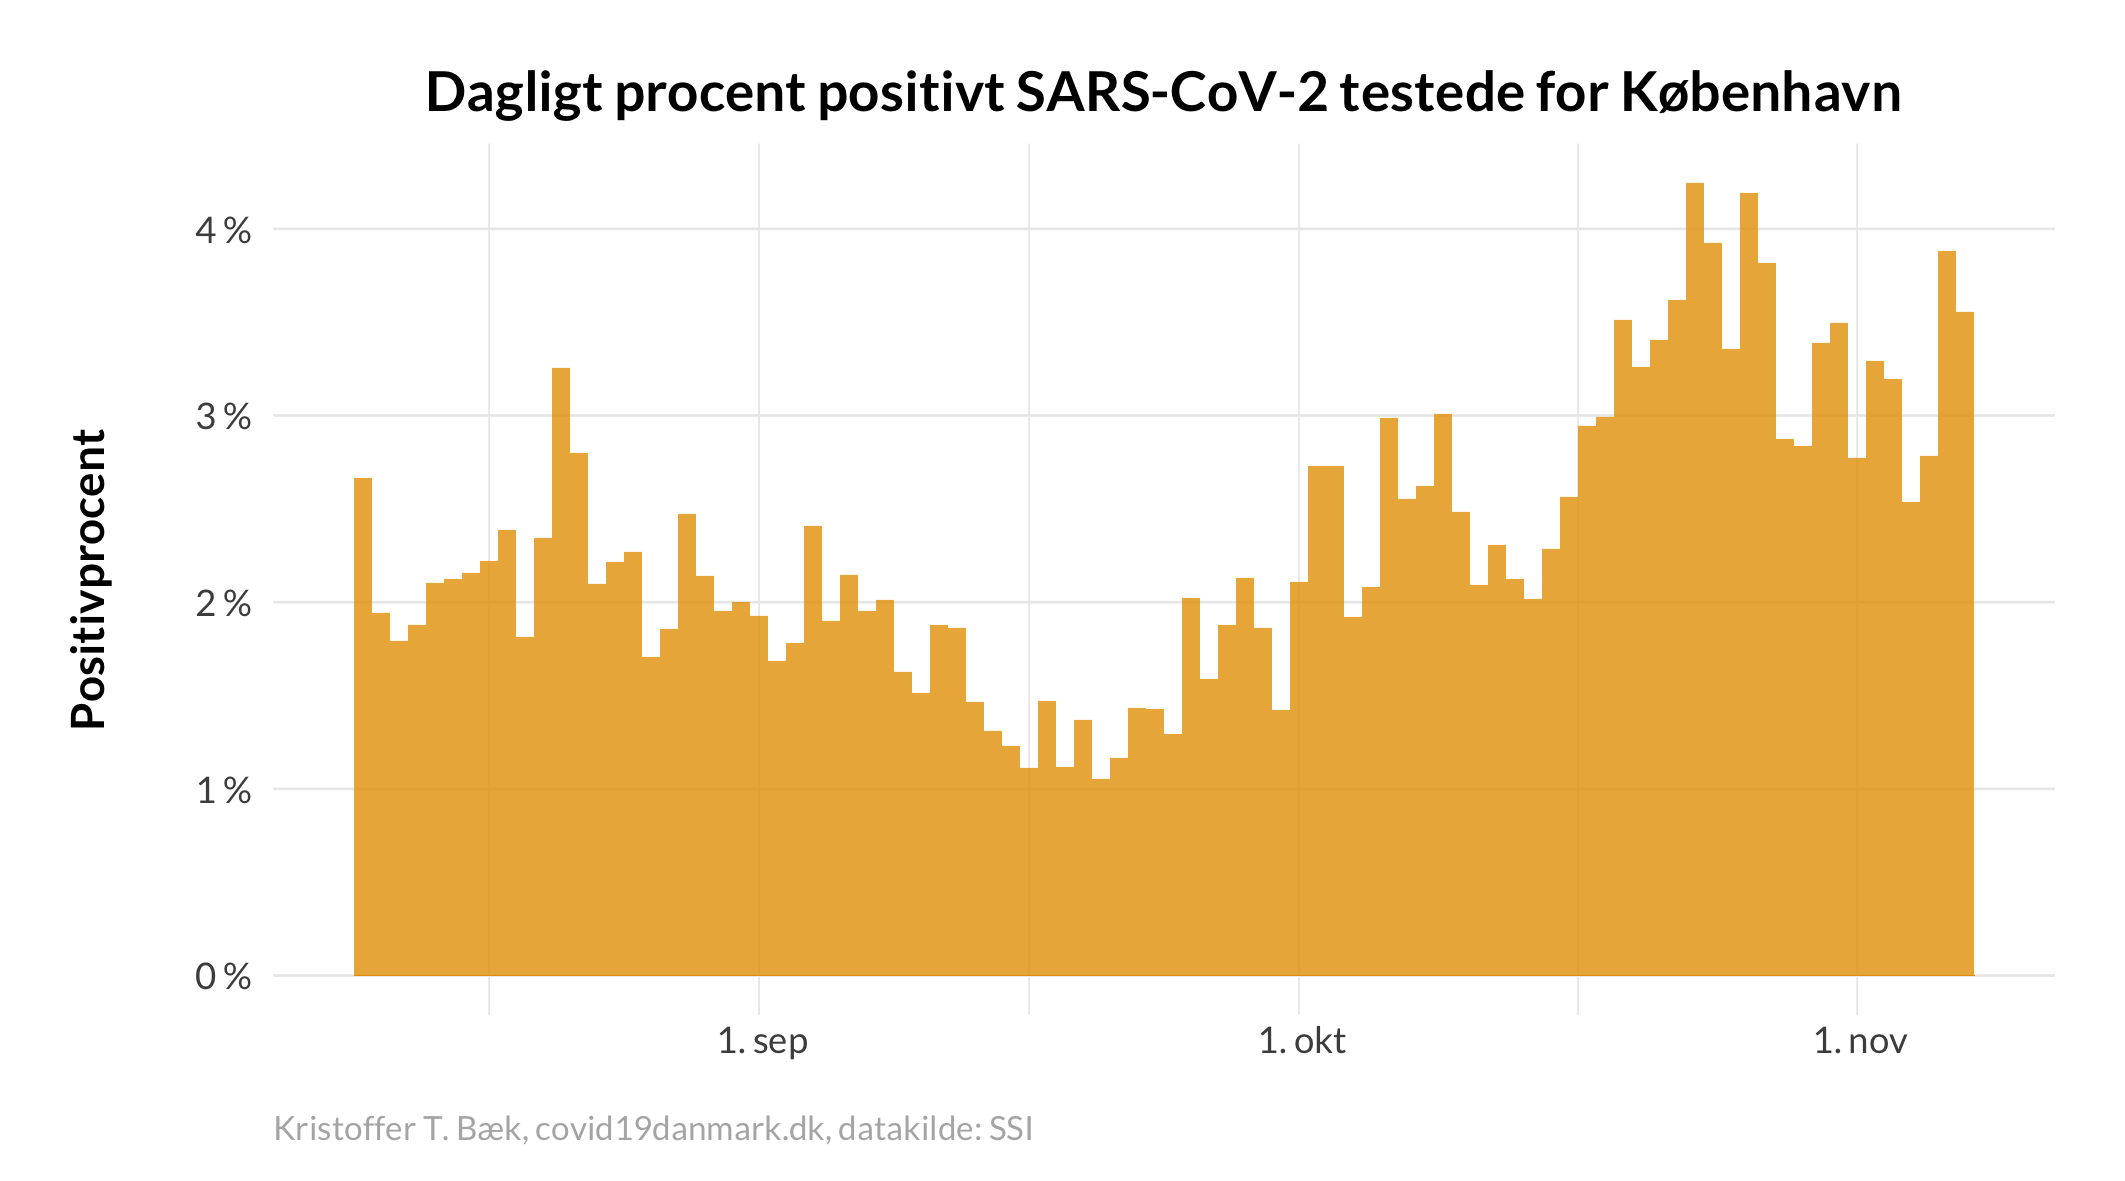 Dagligt procent positivt SARS-CoV-2 testede for København
Positivprocent
4 %
3 %
2 %
1 %
0 %
1. sep
1. okt
1. nov
Kristoffer T. Bæk, covid19danmark.dk, datakilde: SSI